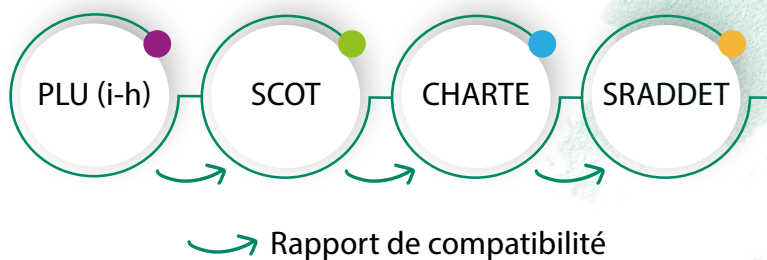 PLU (i-h)
SCOT
CHARTE
SRADDET
Rapport de compatibilité